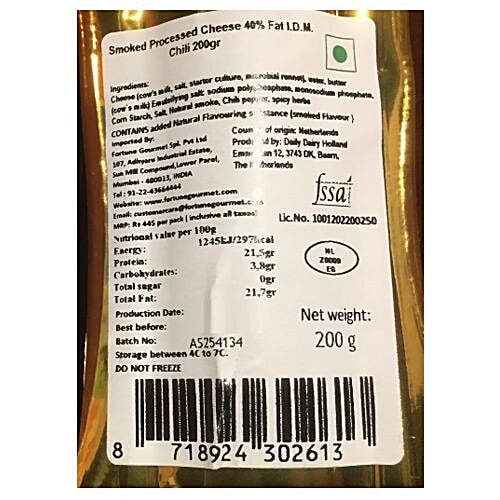 Smoked Processed Cheese 40% Fat I.D.M.
Chili 200gr
Ingredients:
Cheese (cow's milk, salt, starter culture, microbial rennet), water, butter
(cow's milk) Emulsifying salt: sodium polyphosphate, monosodium phosphate,
Corn Starch, Salt, Natural smoke, Chili pepper, spicy herbs
CONTAINS added Natural Flavouring substance (smoked Flavour )
Imported By:
Fortune Gourmet Spl. Pvt Ltd
107, Adhyaru Industrial Estate,
Sun Mill Compound,Lower Parel,
Mumbai - 400013, INDIA
Tel : 91-22-43664444
Website: www.fortunegourmet.com
Email: customercare@fortunegourmet.com
MRP: Rs 445 per pack ( inclusive all taxes)
Country of origin: Netherlands
Produced by: Daily Dairy Holland
12, 3743 DK, Baarn,
The Netherlands
fssai
Lic.No. 1001202200250
Nutritional value per 100g
Energy: 1245KJ/297kcal
Protein: 21,5gr
Carbohydrates: 3,8gr
Total sugar 0gr
Total Fat: 21,7gr
NL
Z0009
EG
Production Date:
Best before:
Batch No: AS254134
Storage between 4C to 7C.
DO NOT FREEZE
Net weight:
200 g
8 718924 302613